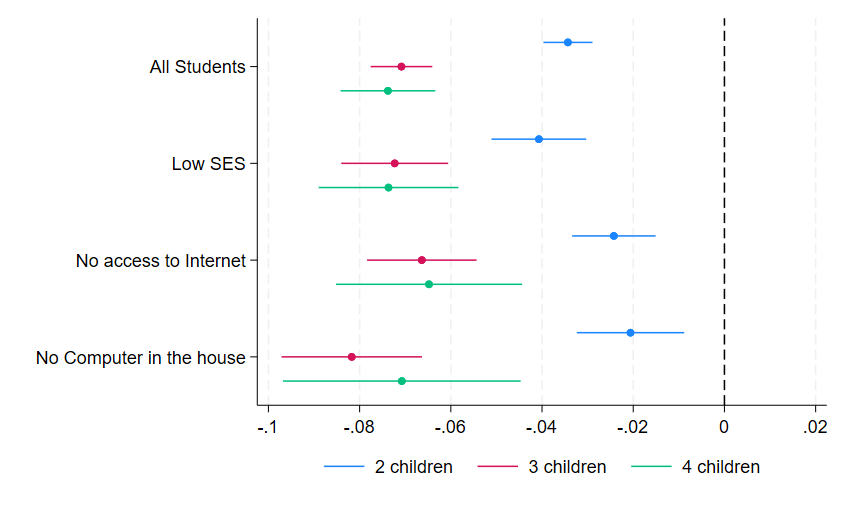 All Students
Low SES
No access to Internet
No Computer in the house
-.1 -.08 -.06 -.04 -.02 0 .02
2 children 3 children 4 children